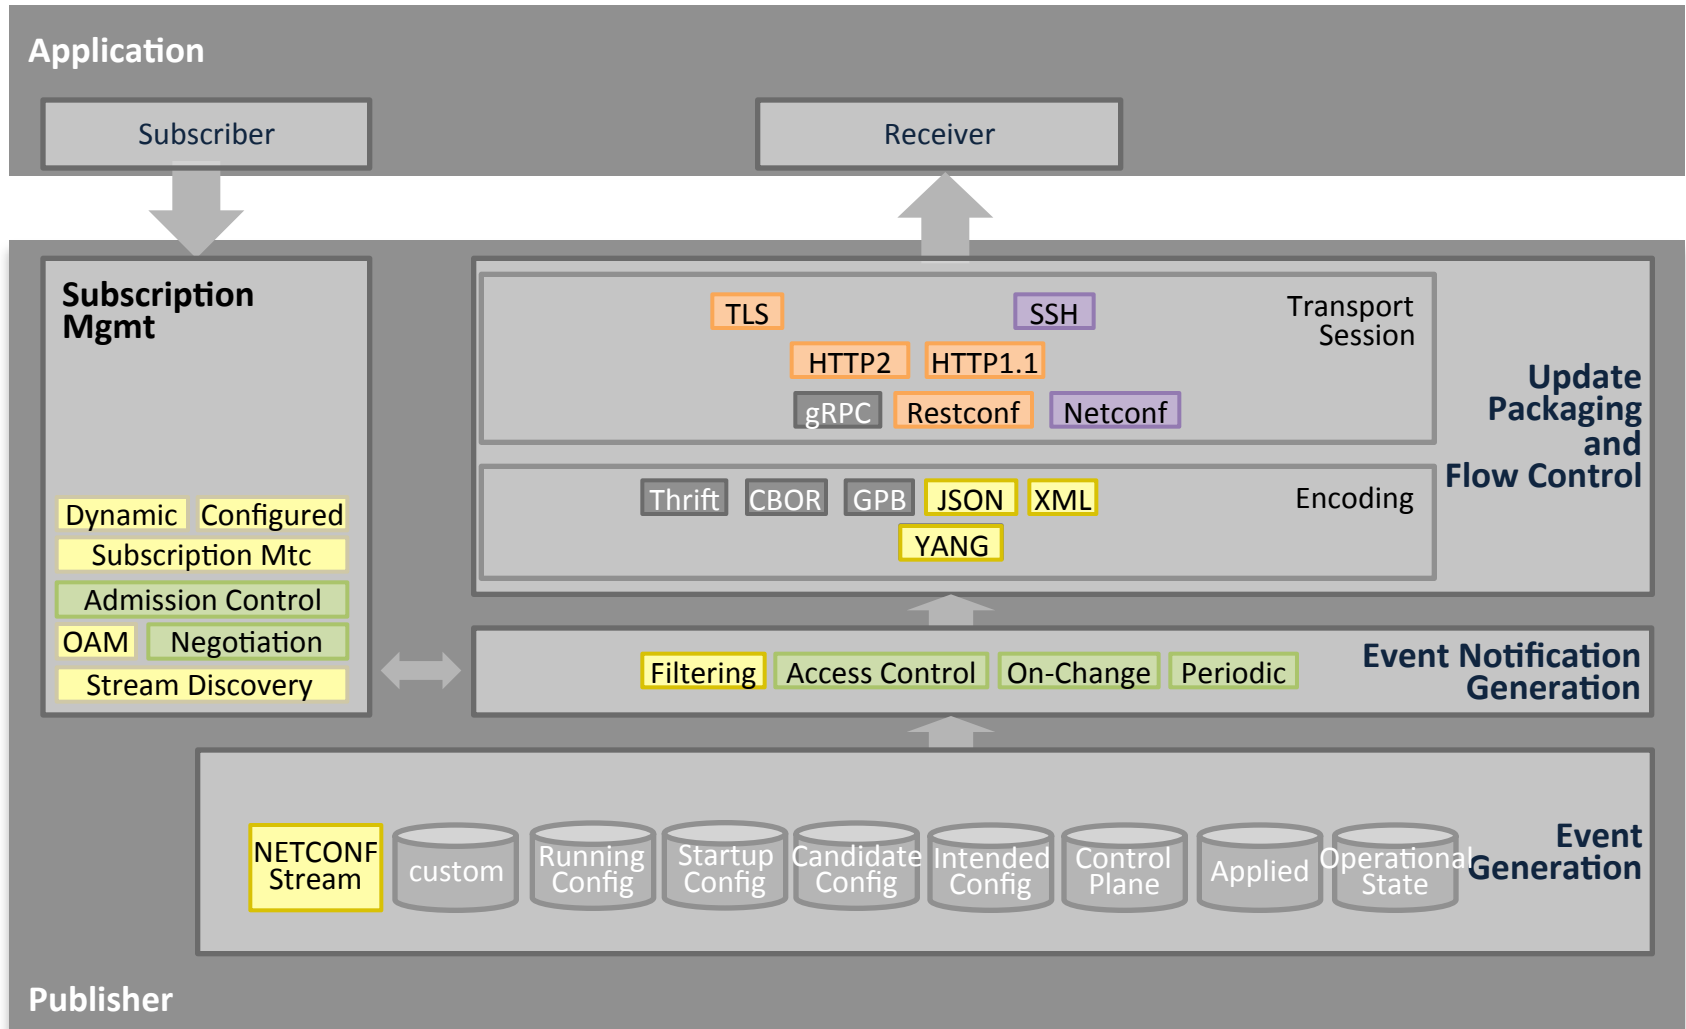 Application
Subscriber
Receiver
Subscription
Mgmt
Dynamic
Configured
Subscription Mtc
Admission Control
OAM
Negotiation
Stream Discovery
TLS
SSH
Transport
Session
HTTP2
HTTP1.1
gRPC
Restconf
Netconf
Update
Packaging
and
Flow Control
Thrift
CBOR
GPB
JSON
XML
Encoding
YANG
Filtering
Access Control
On-Change
Periodic
Event Notification
Generation
NETCONF
Stream
custom
Running
Config
Startup
Config
Candidate
Config
Intended
Config
Control
Plane
Applied
Operational
State
Event
Generation
Publisher